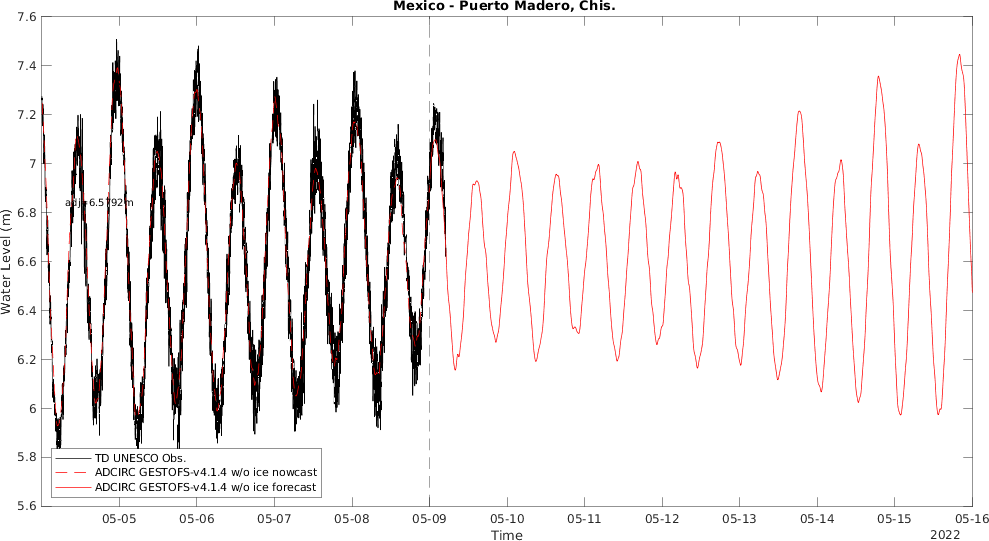 Mexico - Puerto Madero, Chis.
7.6
7.4
7.2
7
6.8
6.6
6.4
6.2
6
5.8
5.6
Water Level (m)
TD UNESCO Obs.
ADCIRC GESTOFS-v4.1.4 w/o ice nowcast
ADCIRC GESTOFS-v4.1.4 w/o ice forecast
05-05 05-06 05-07 05-08 05-09 05-10 05-11 05-12 05-13 05-14 05-15 05-16
Time
2022